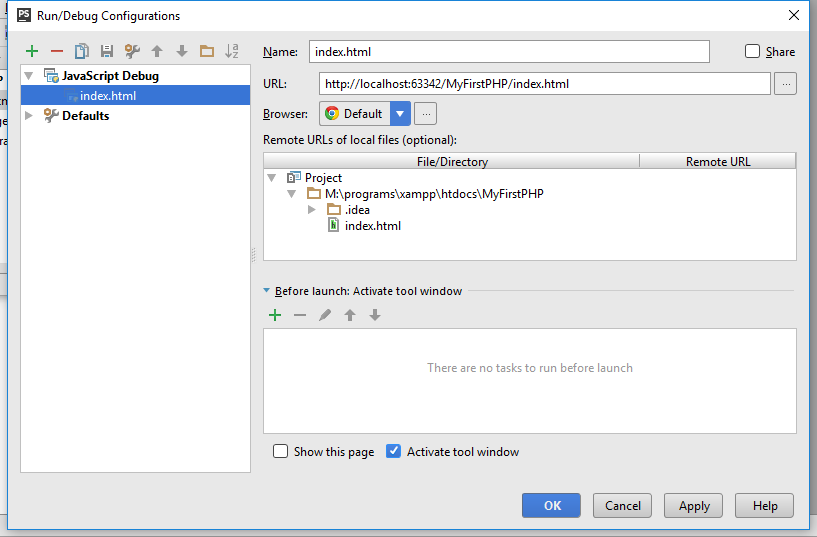 PS Run/Debug Configurations
Name: index.html Share
JavaScript Debug
index.html
Defaults
URL: http://localhost:63342/MyFirstPHP/index.html ...
Browser: Default ...
Remote URLs of local files (optional):
File/Directory Remote URL
Project
M:\programs\xampp\htdocs\MyFirstPHP
.idea
index.html
Before launch: Activate tool window
There are no tasks to run before launch
Show this page Activate tool window
OK Cancel Apply Help